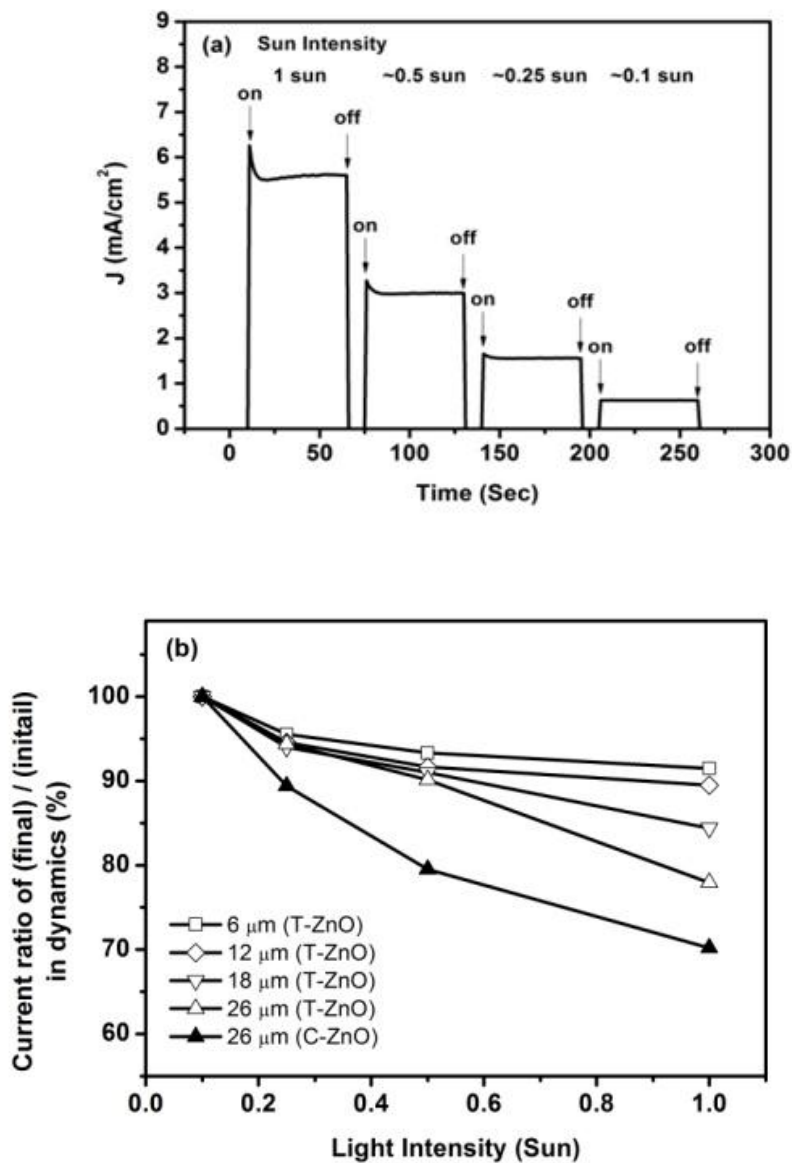 (a) Sun Intensity
1 sun ~0.5 sun ~0.25 sun ~0.1 sun
on off on off on off on off
J (mA/cm²)
9
8
7
6
5
4
3
2
1
0
0 50 100 150 200 250 300
Time (Sec)
(b)
Current ratio of (final) / (initail)
in dynamics (%)
100
90
80
70
60
6 μm (T-ZnO)
12 μm (T-ZnO)
18 μm (T-ZnO)
26 μm (T-ZnO)
26 μm (C-ZnO)
0.0 0.2 0.4 0.6 0.8 1.0
Light Intensity (Sun)